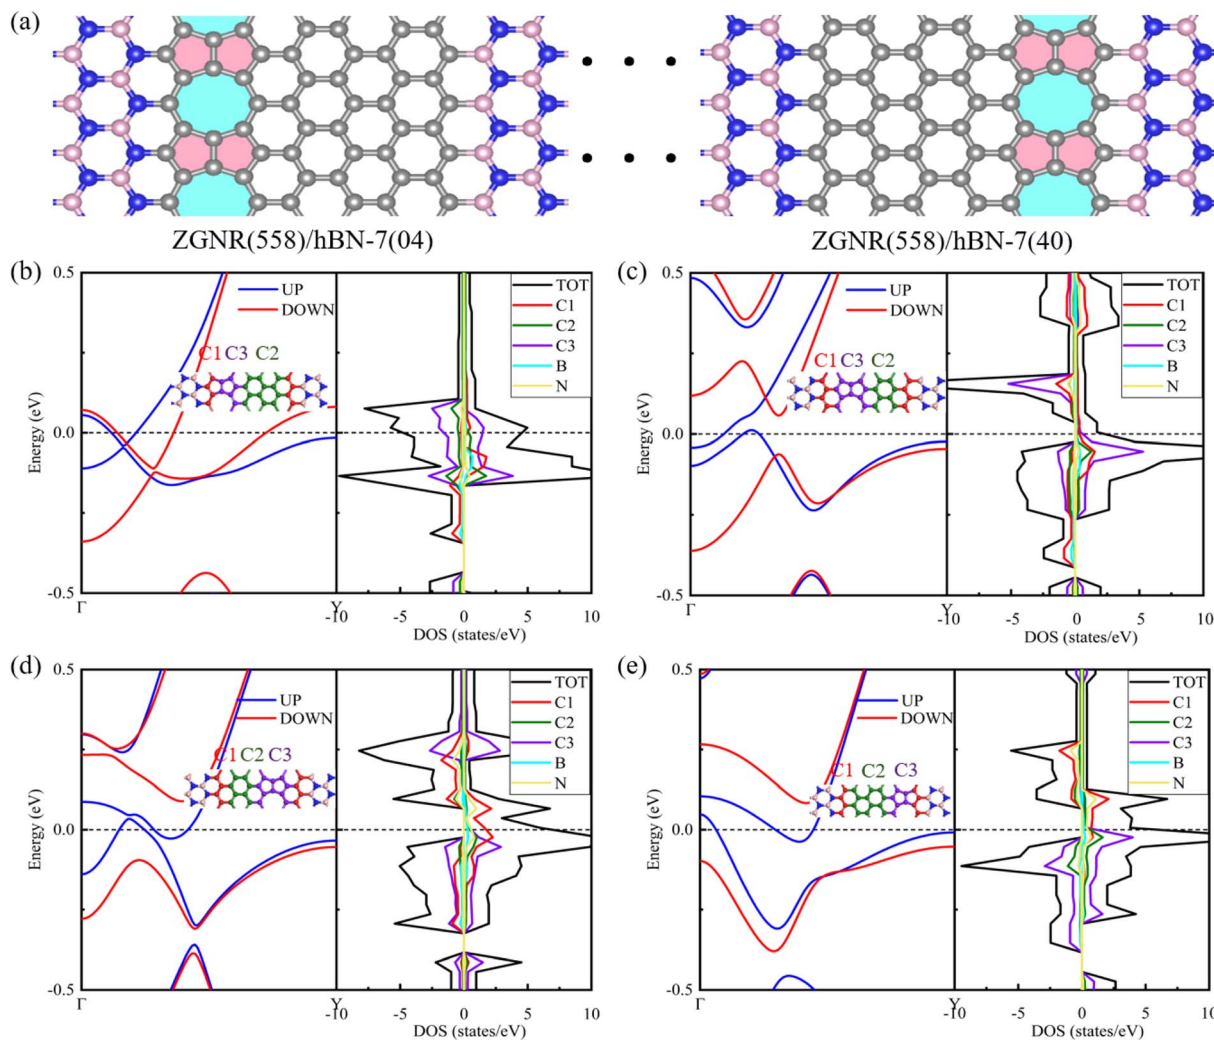 (a)
ZGNR(558)/hBN-7(04)
ZGNR(558)/hBN-7(40)
(b)
0.5
0.0
-0.5
Energy (eV)
UP
DOWN
C1 C3 C2
Γ
Y
TOT
C1
C2
C3
B
N
-10
-5
0
5
10
DOS (states/eV)
(c)
0.5
0.0
-0.5
Energy (eV)
UP
DOWN
C1 C3 C2
Γ
Y
TOT
C1
C2
C3
B
N
-10
-5
0
5
10
DOS (states/eV)
(d)
0.5
0.0
-0.5
Energy (eV)
UP
DOWN
C1 C2 C3
Γ
Y
TOT
C1
C2
C3
B
N
-10
-5
0
5
10
DOS (states/eV)
(e)
0.5
0.0
-0.5
Energy (eV)
UP
DOWN
C1 C2 C3
Γ
Y
TOT
C1
C2
C3
B
N
-10
-5
0
5
10
DOS (states/eV)